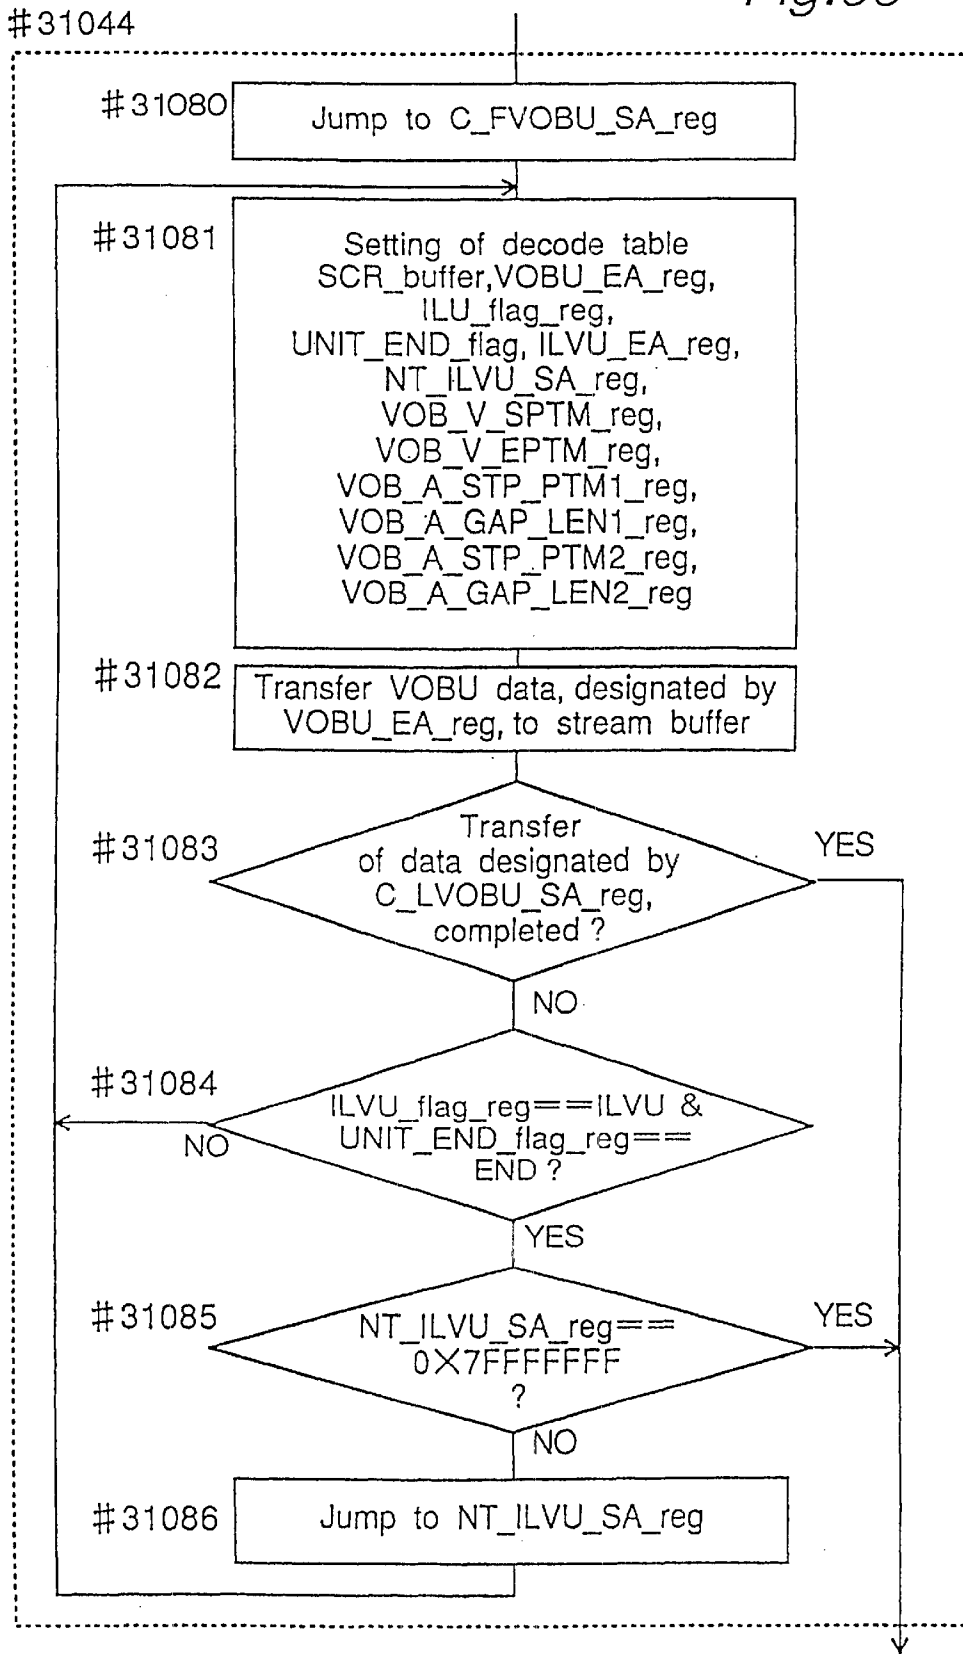 #31044
#31080
Jump to C_FVOBU_SA_reg
#31081
Setting of decode table
SCR_buffer,VOBU_EA_reg,
ILU_flag_reg,
UNIT_END_flag, ILVU_EA_reg,
NT_ILVU_SA_reg,
VOB_V_SPTM_reg,
VOB_V_EPTM_reg,
VOB_A_STP_PTM1_reg,
VOB_A_GAP_LEN1_reg,
VOB_A_STP_PTM2_reg,
VOB_A_GAP_LEN2_reg
#31082
Transfer VOBU data, designated by
VOBU_EA_reg, to stream buffer
#31083
Transfer
of data designated by
C_LVOBU_SA_reg,
completed ?
YES
NO
#31084
ILVU_flag_reg==ILVU &
UNIT_END_flag_reg==
END ?
NO
YES
#31085
NT_ILVU_SA_reg==
0X7FFFFFFF
?
YES
NO
#31086
Jump to NT_ILVU_SA_reg